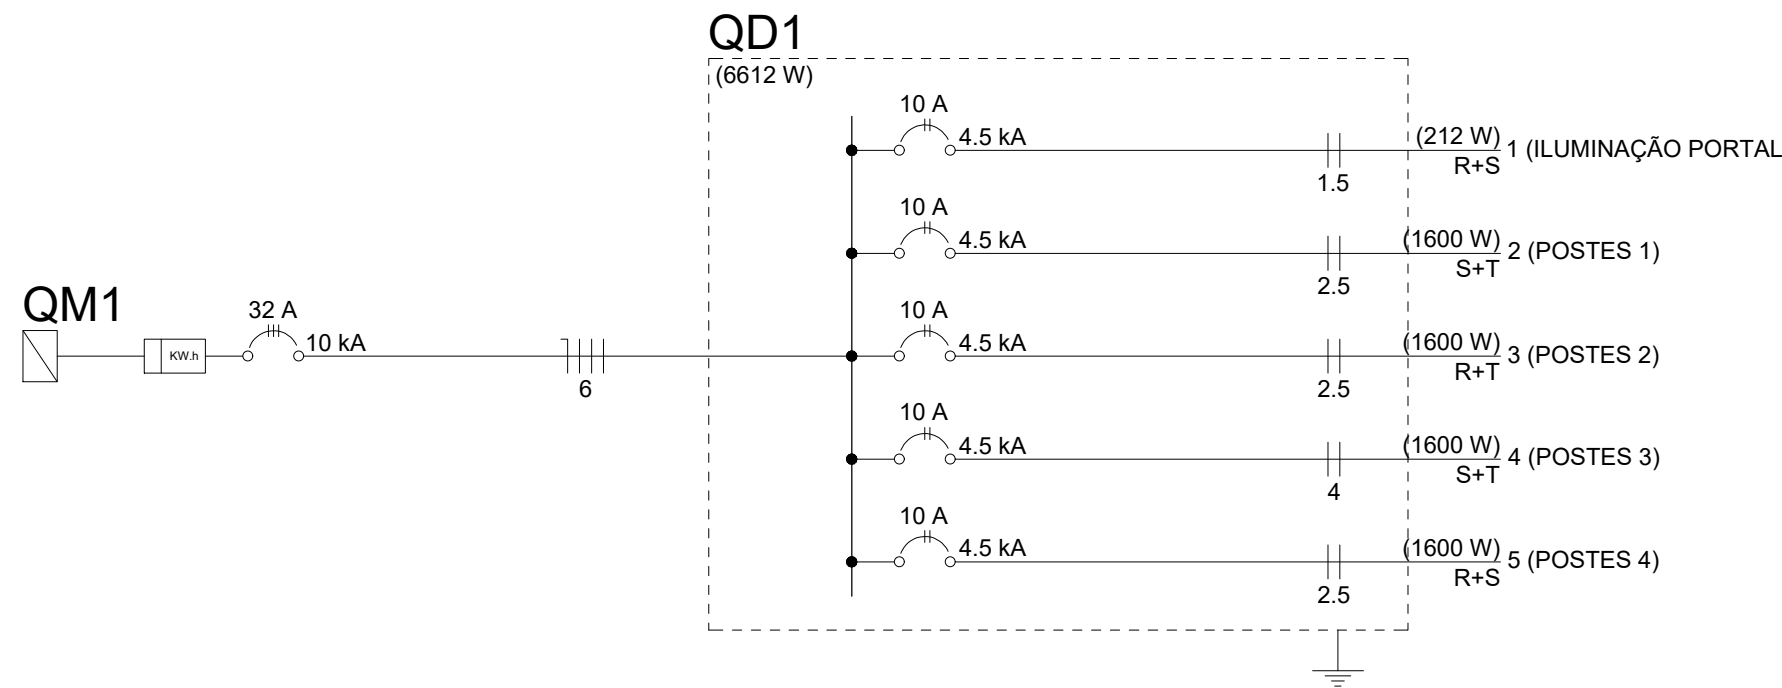 QD1
(6612 W)
10 A
4.5 kA
(212 W)
R+S
1 (ILUMINAÇÃO PORTAL
1.5
10 A
4.5 kA
(1600 W)
S+T
2 (POSTES 1)
2.5
QM1
KW.h
32 A
10 kA
6
10 A
4.5 kA
(1600 W)
R+T
3 (POSTES 2)
2.5
10 A
4.5 kA
(1600 W)
S+T
4 (POSTES 3)
4
10 A
4.5 kA
(1600 W)
R+S
5 (POSTES 4)
2.5